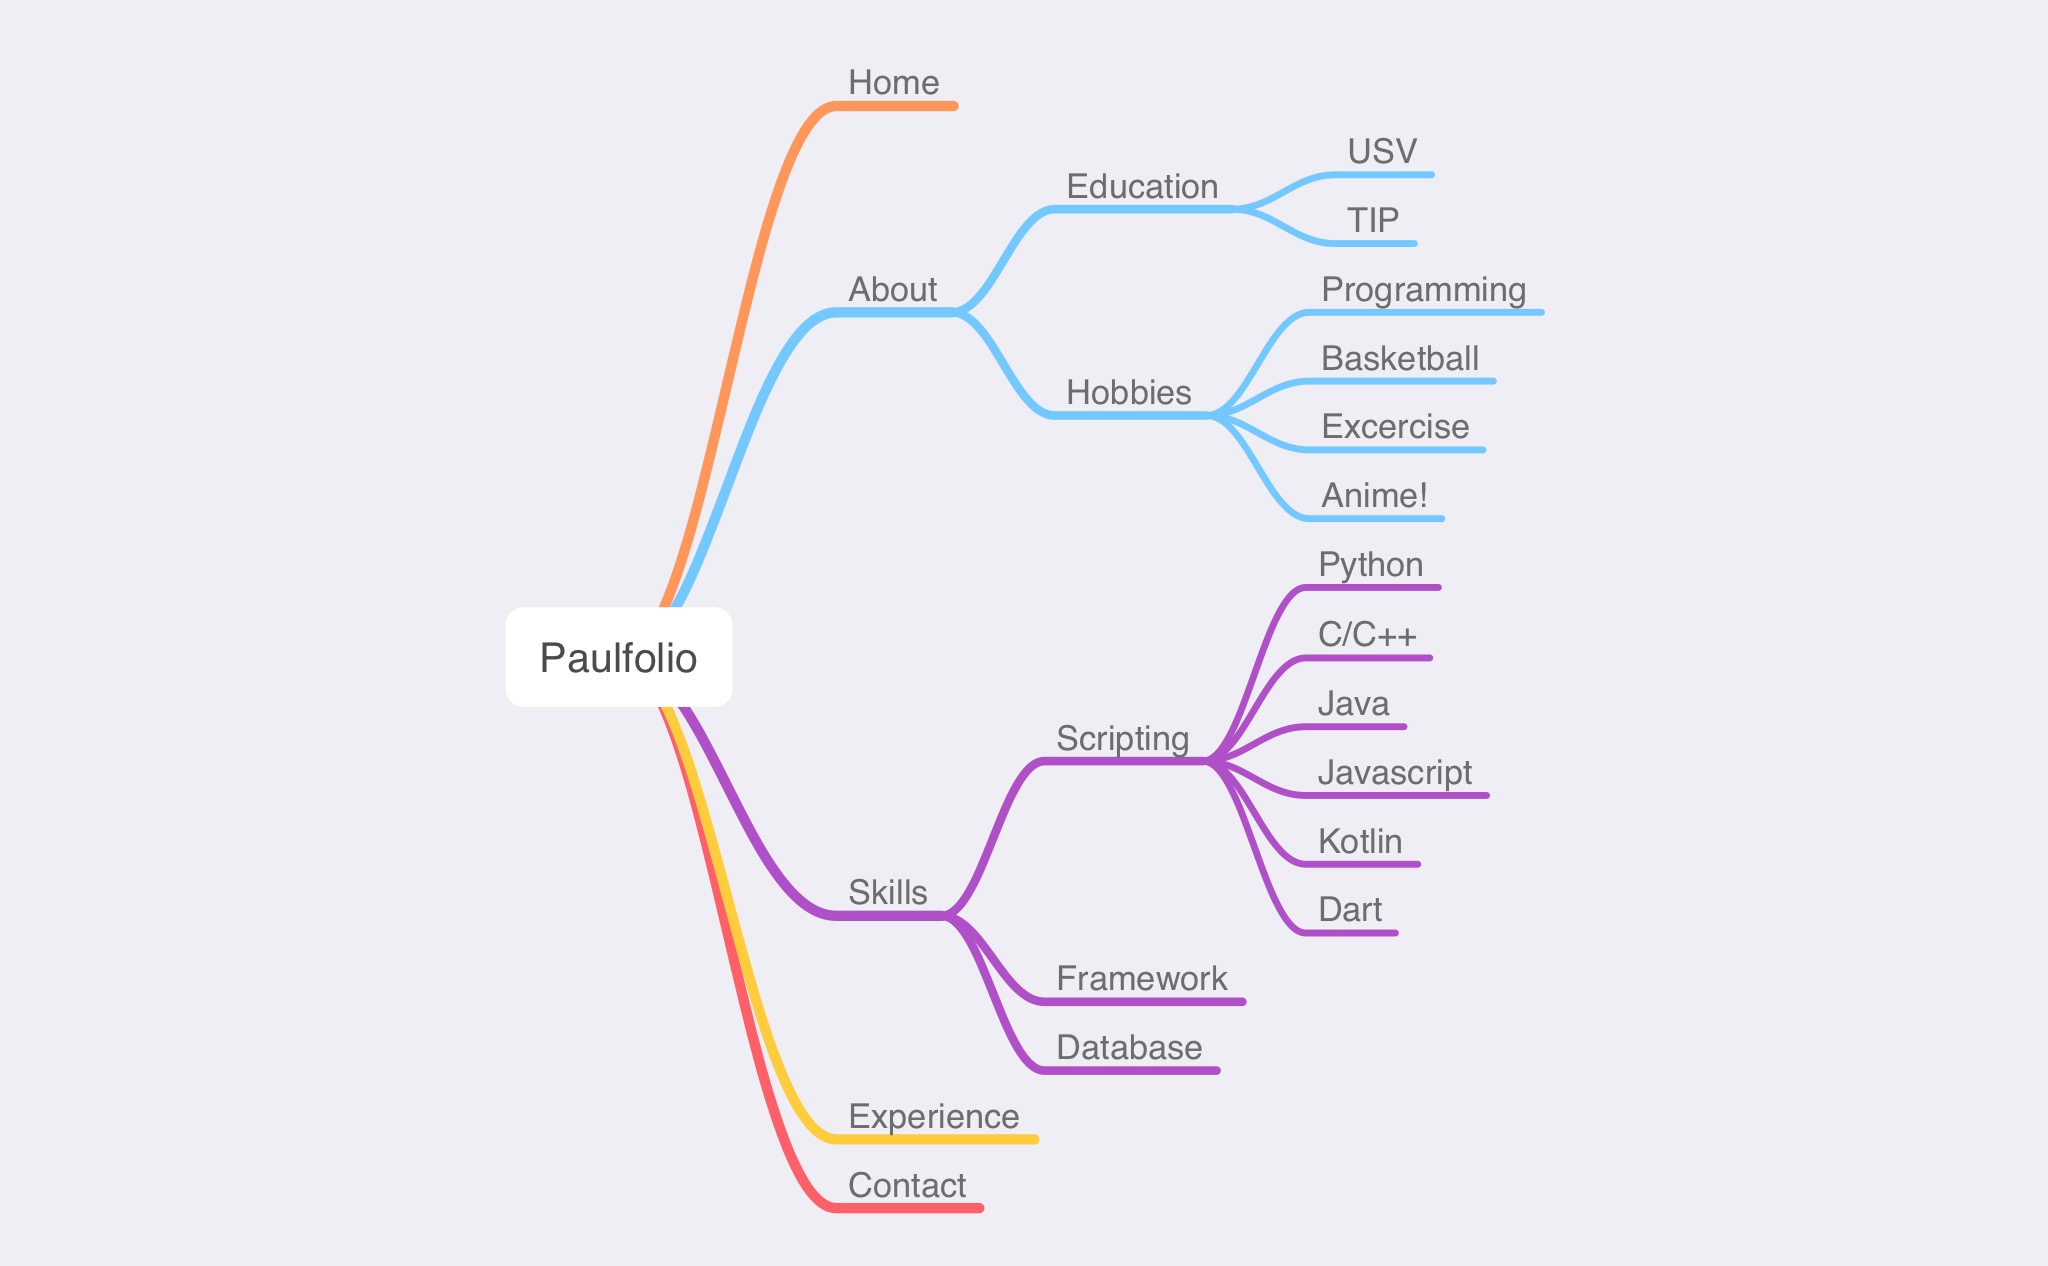 Home
USV
Education
TIP
About
Programming
Basketball
Hobbies
Excercise
Anime!
Paulfolio
Python
C/C++
Java
Scripting
Javascript
Kotlin
Skills
Dart
Framework
Database
Experience
Contact